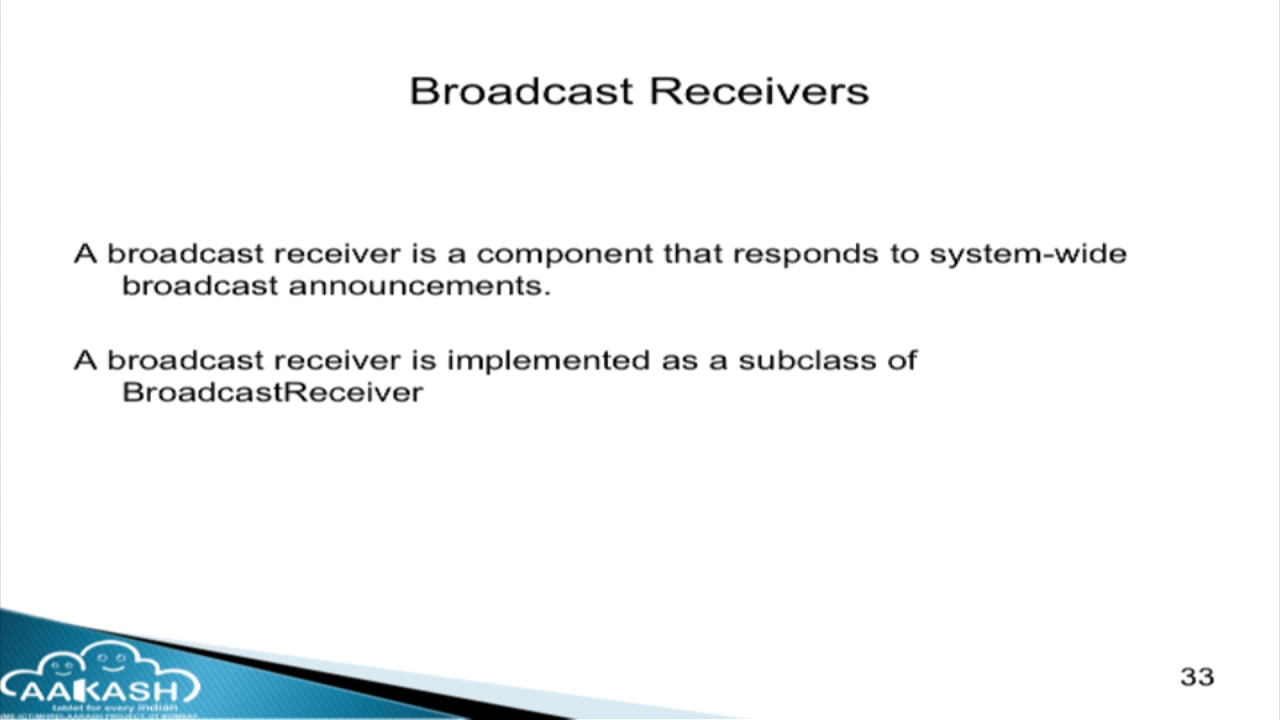 Broadcast Receivers
A broadcast receiver is a component that responds to system-wide
broadcast announcements.
A broadcast receiver is implemented as a subclass of
BroadcastReceiver
AAKASH
tablet for every indian
33